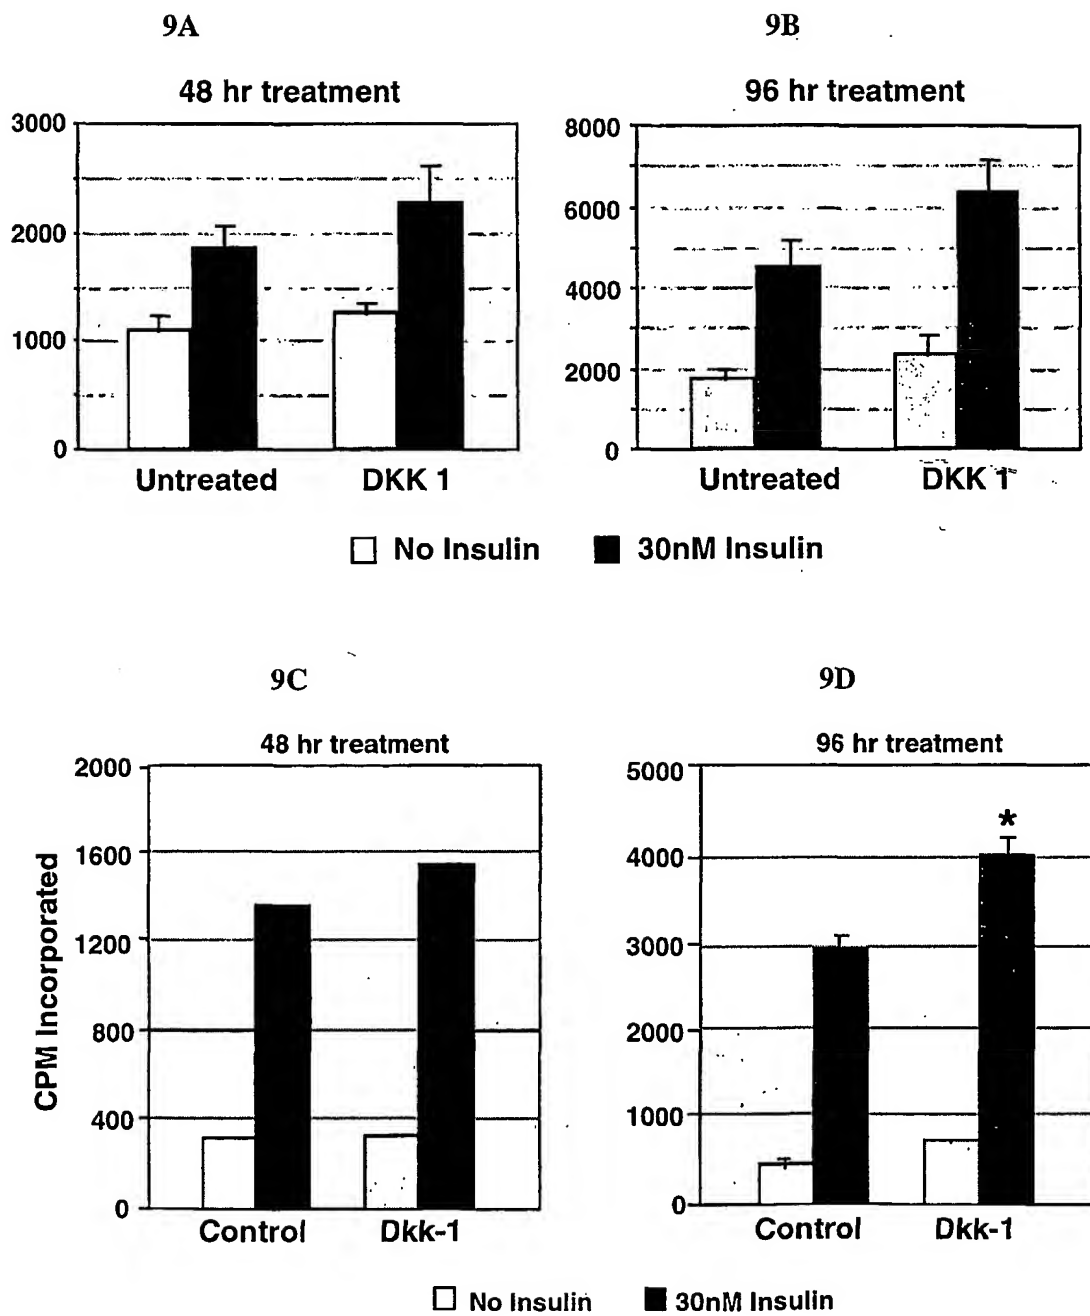 9A
9B
48 hr treatment
96 hr treatment
3000
2000
1000
0
8000
6000
4000
2000
0
Untreated
DKK 1
Untreated
DKK 1
No Insulin
30nM Insulin
9C
9D
48 hr treatment
96 hr treatment
CPM Incorporated
2000
1600
1200
800
400
0
5000
4000
3000
2000
1000
0
*
Control
Dkk-1
Control
Dkk-1
No Insulin
30nM Insulin